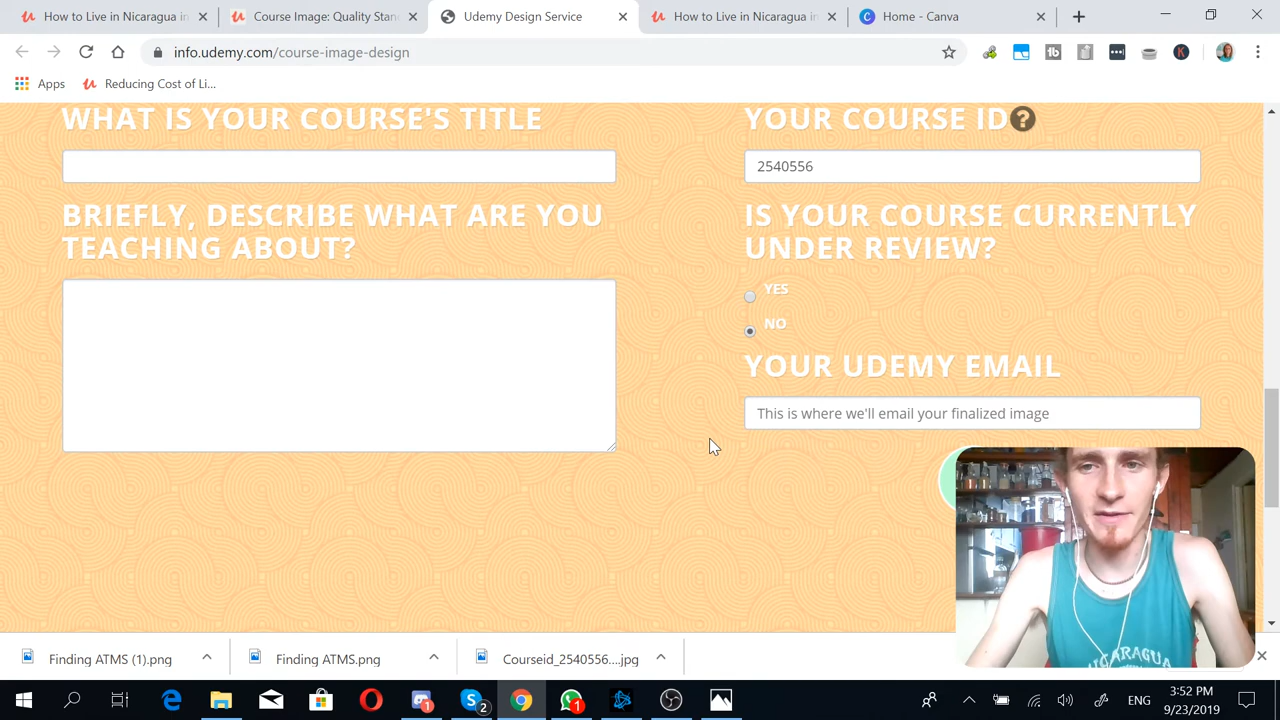 How to Live in Nicaragua in
Course Image: Quality Stan
Udemy Design Service
How to Live in Nicaragua in
Home - Canva
info.udemy.com/course-image-design
Apps
Reducing Cost of Li...
WHAT IS YOUR COURSE'S TITLE
BRIEFLY, DESCRIBE WHAT ARE YOU
TEACHING ABOUT?
YOUR COURSE ID?
2540556
IS YOUR COURSE CURRENTLY
UNDER REVIEW?
YES
NO
YOUR UDEMY EMAIL
This is where we'll email your finalized image
NICARAGUA
Finding ATMS (1).png
Finding ATMS.png
Courseid_2540556....jpg
1
2
1
ENG
3:52 PM
9/23/2019